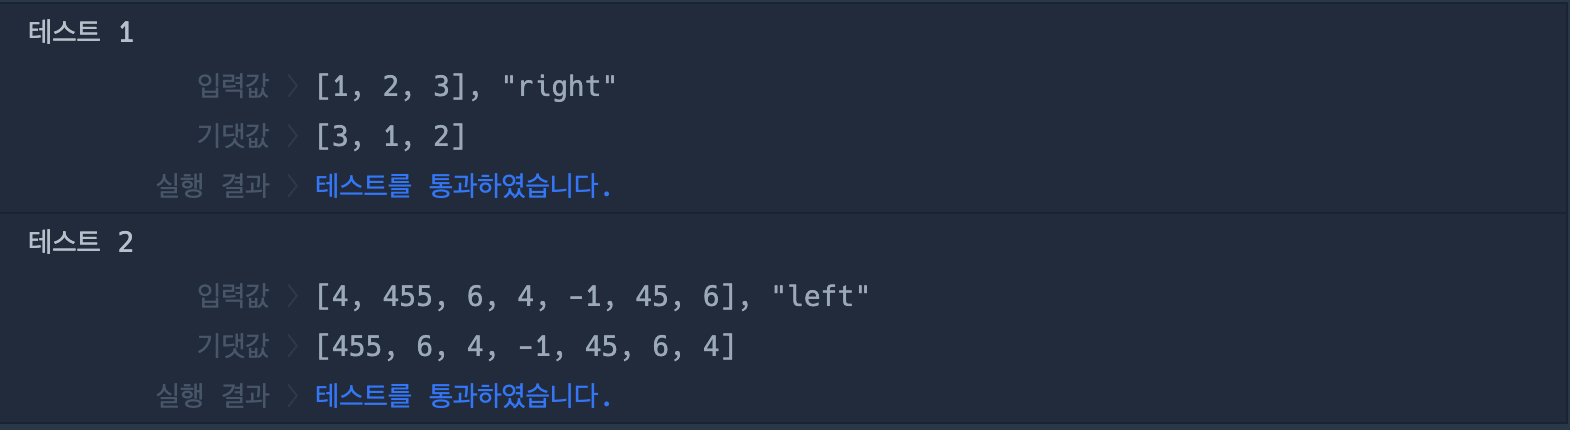 테스트 1
입력값 〉 [1, 2, 3], "right"
기댓값 〉 [3, 1, 2]
실행 결과 〉 테스트를 통과하였습니다.
테스트 2
입력값 〉 [4, 455, 6, 4, -1, 45, 6], "left"
기댓값 〉 [455, 6, 4, -1, 45, 6, 4]
실행 결과 〉 테스트를 통과하였습니다.